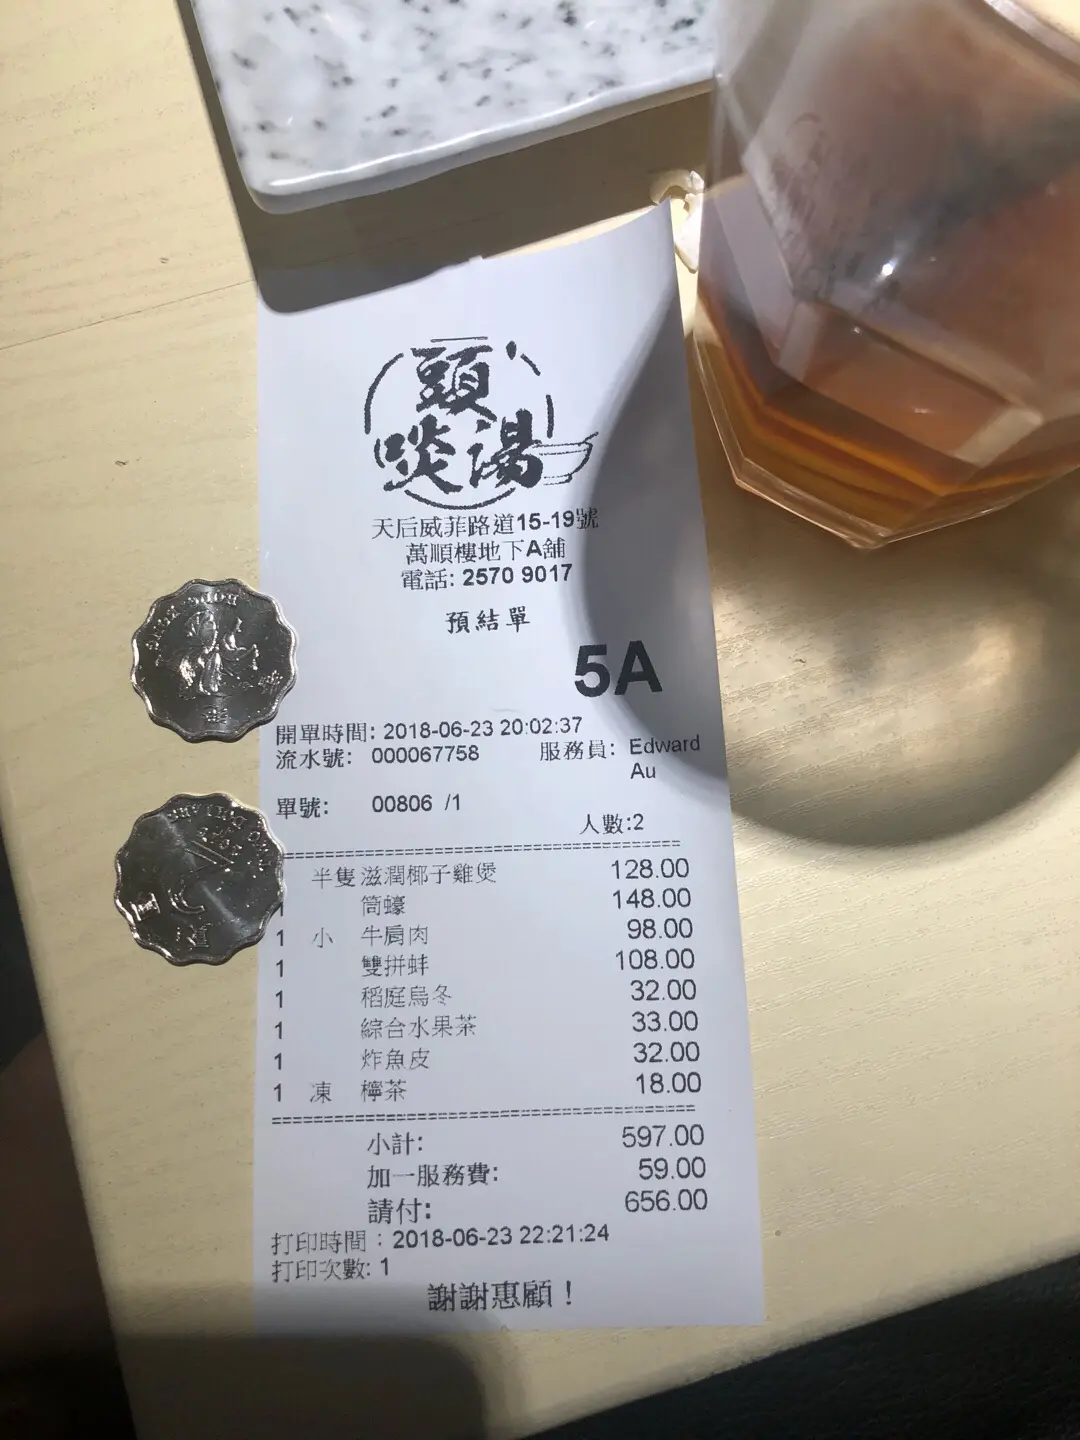 頭啖湯
天后威菲路道15-19號
萬順樓地下A舖
電話: 2570 9017
預結單
5A
開單時間: 2018-06-23 20:02:37
流水號: 000067758 服務員: Edward Au
單號: 00806 /1
人數:2
半隻 滋潤椰子雞煲 128.00
1 筒蠔 148.00
1 小 牛肩肉 98.00
1 雙拼蚌 108.00
1 稻庭烏冬 32.00
1 綜合水果茶 33.00
1 炸魚皮 32.00
1 凍 檸茶 18.00
小計: 597.00
加一服務費: 59.00
請付: 656.00
打印時間：2018-06-23 22:21:24
打印次數: 1
謝謝惠顧！